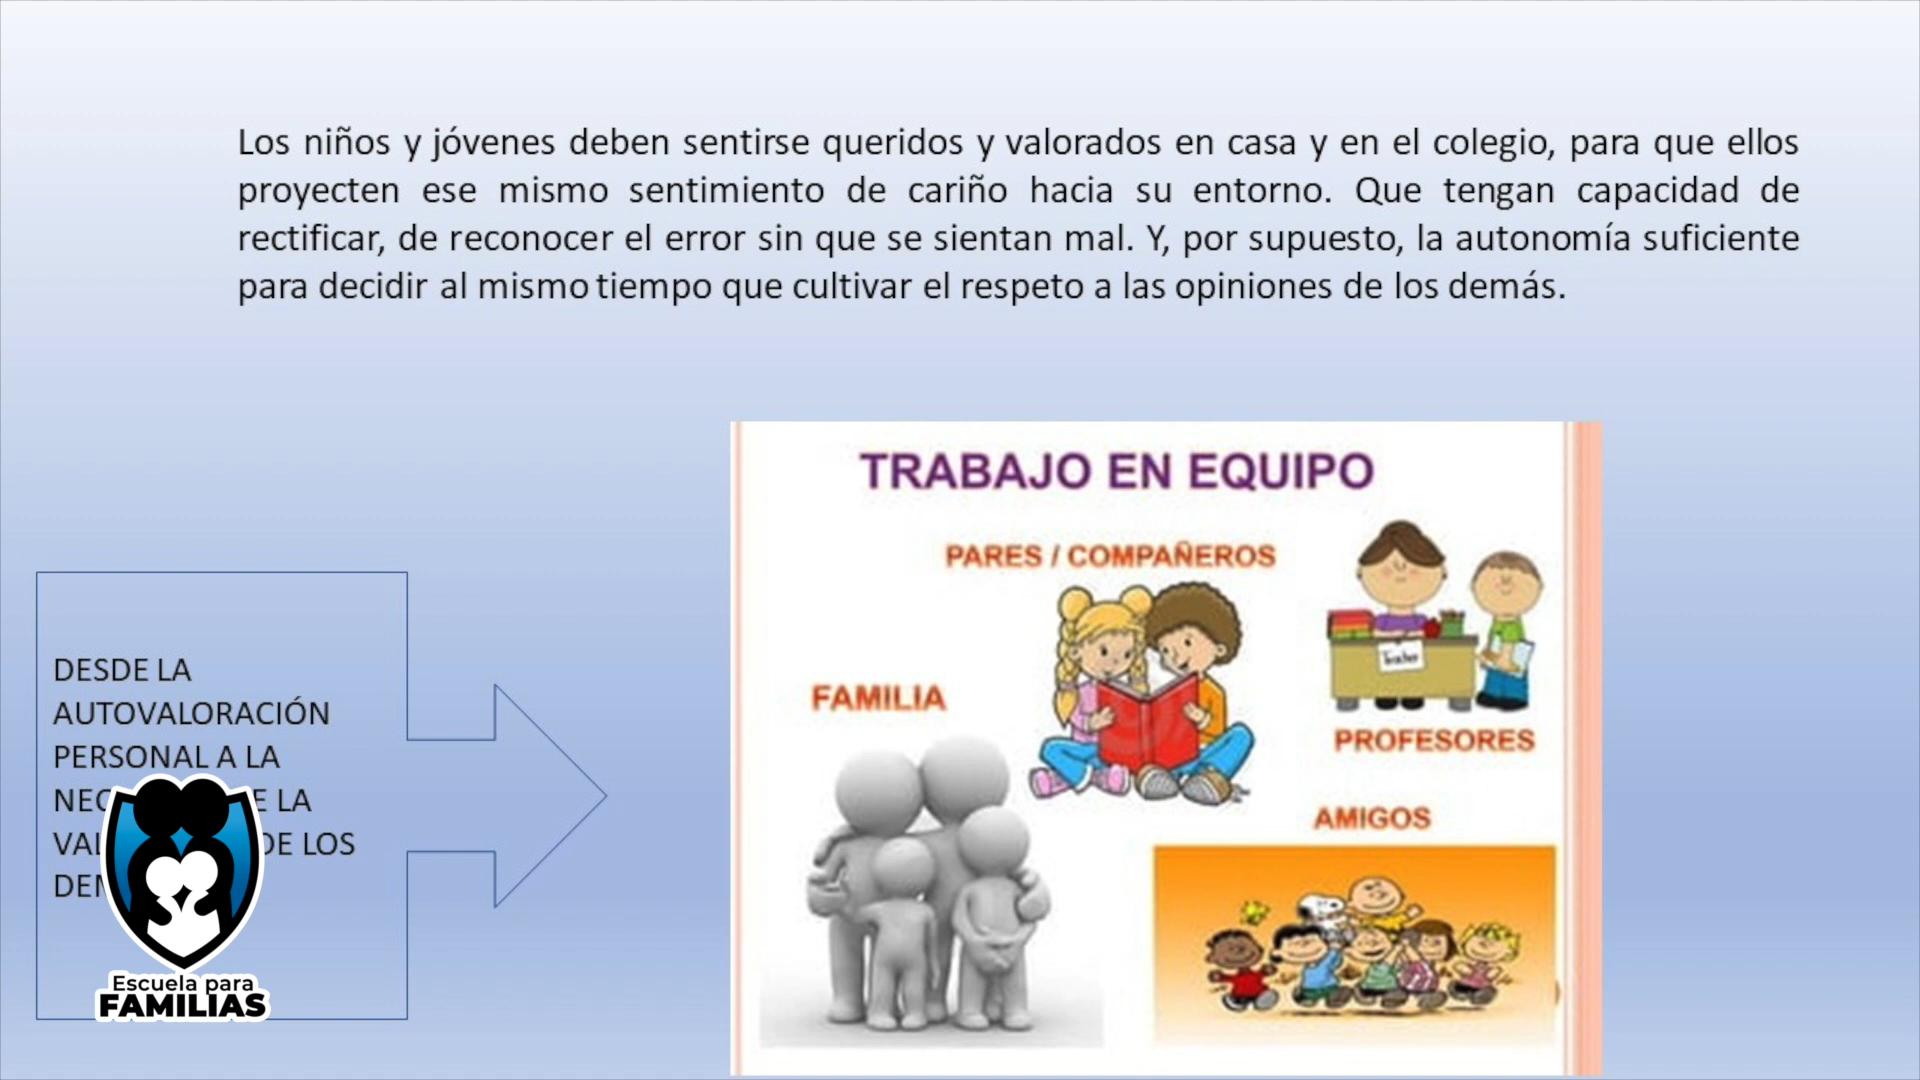 Los niños y jóvenes deben sentirse queridos y valorados en casa y en el colegio, para que ellos
proyecten ese mismo sentimiento de cariño hacia su entorno. Que tengan capacidad de
rectificar, de reconocer el error sin que se sientan mal. Y, por supuesto, la autonomía suficiente
para decidir al mismo tiempo que cultivar el respeto a las opiniones de los demás.
TRABAJO EN EQUIPO
PARES / COMPAÑEROS
FAMILIA
PROFESORES
AMIGOS
DESDE LA
AUTOVALORACIÓN
PERSONAL A LA
LA
DE LOS
Escuela para
FAMILIAS